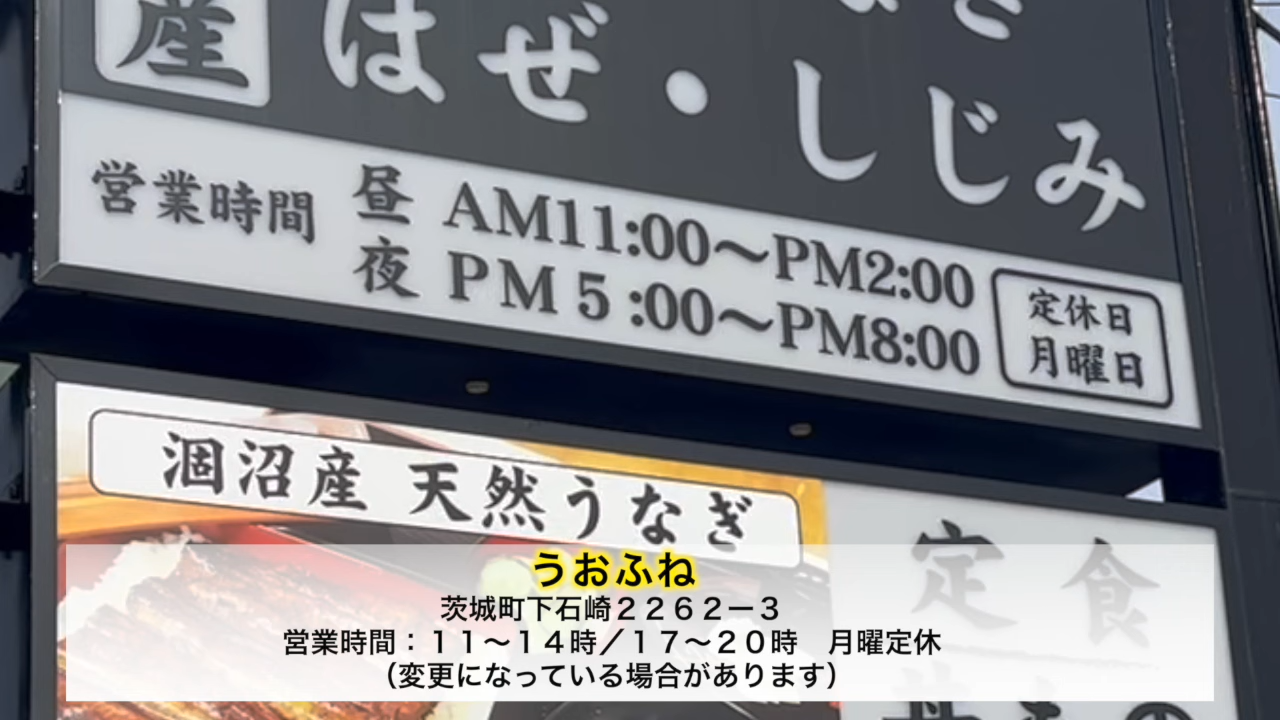 産 はぜ・しじみ
営業時間
昼 AM11:00〜PM2:00
夜 PM5:00〜PM8:00
定休日
月曜日
涸沼産 天然うなぎ
定食
うおふね
茨城町下石崎２２６２ー３
営業時間：１１〜１４時／１７〜２０時　月曜定休
（変更になっている場合があります）